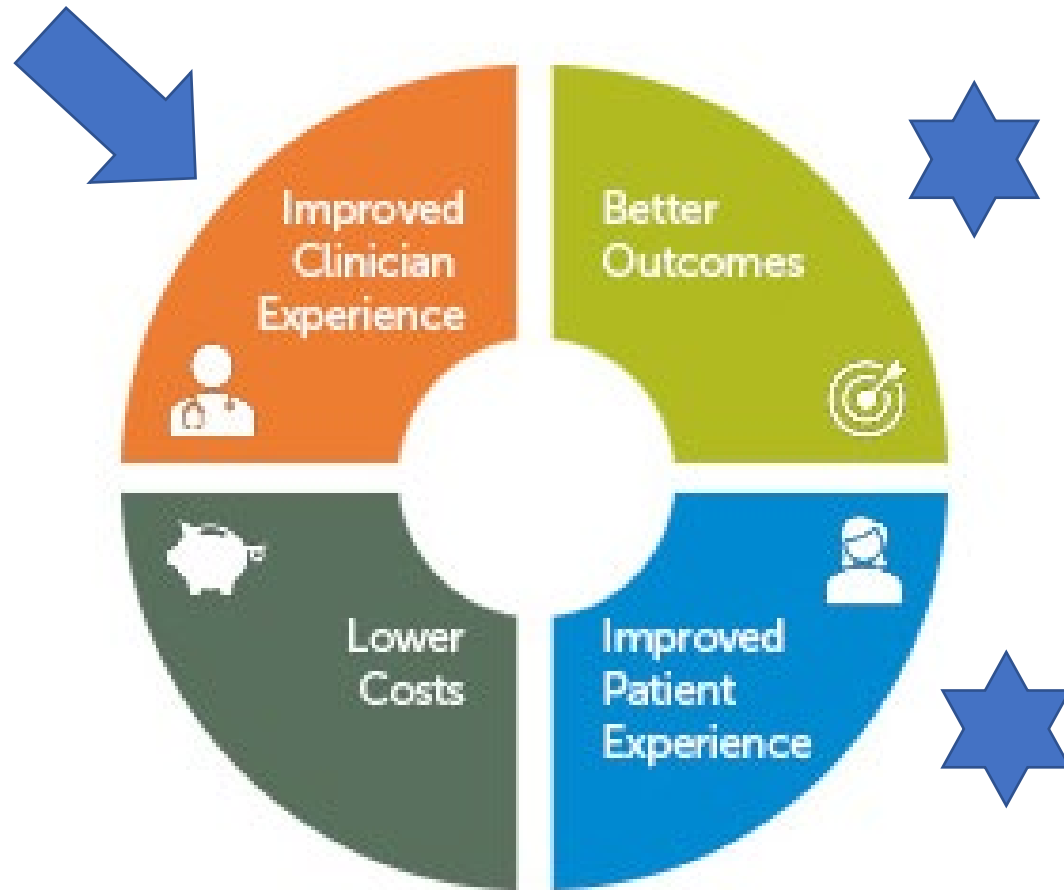 Improved
Clinician
Experience
Better
Outcomes
Lower
Costs
Improved
Patient
Experience